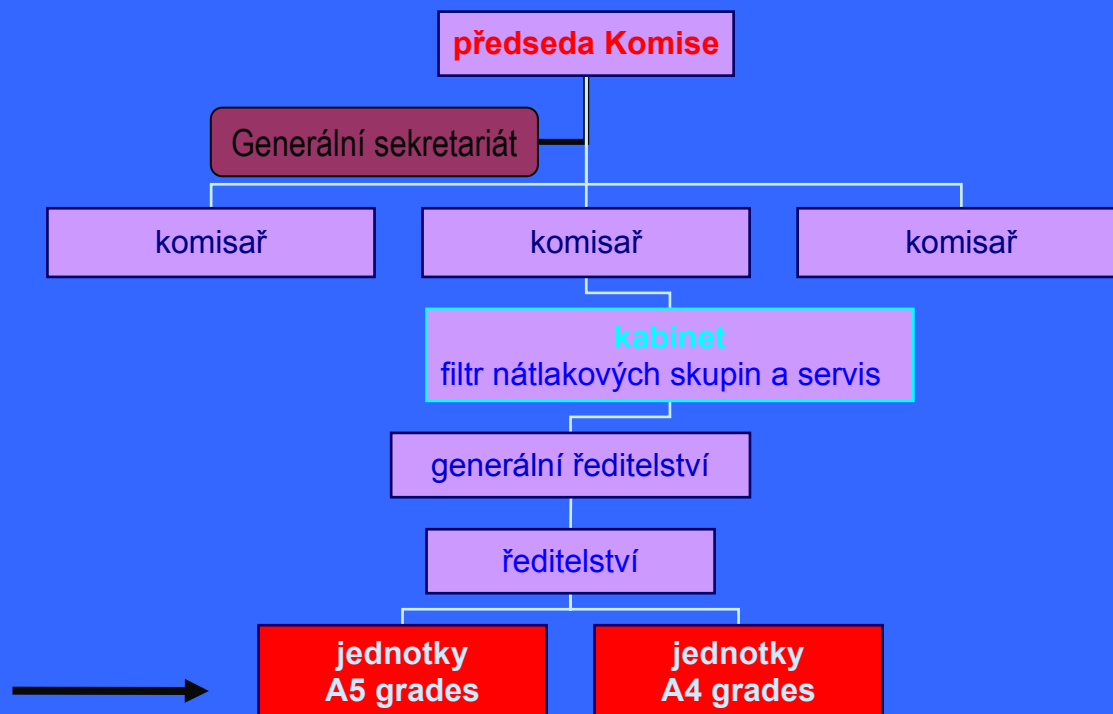 předseda Komise
Generální sekretariát
komisař
komisař
komisař
kabinet
filtr nátlakových skupin a servis
generální ředitelství
ředitelství
jednotky
A5 grades
jednotky
A4 grades